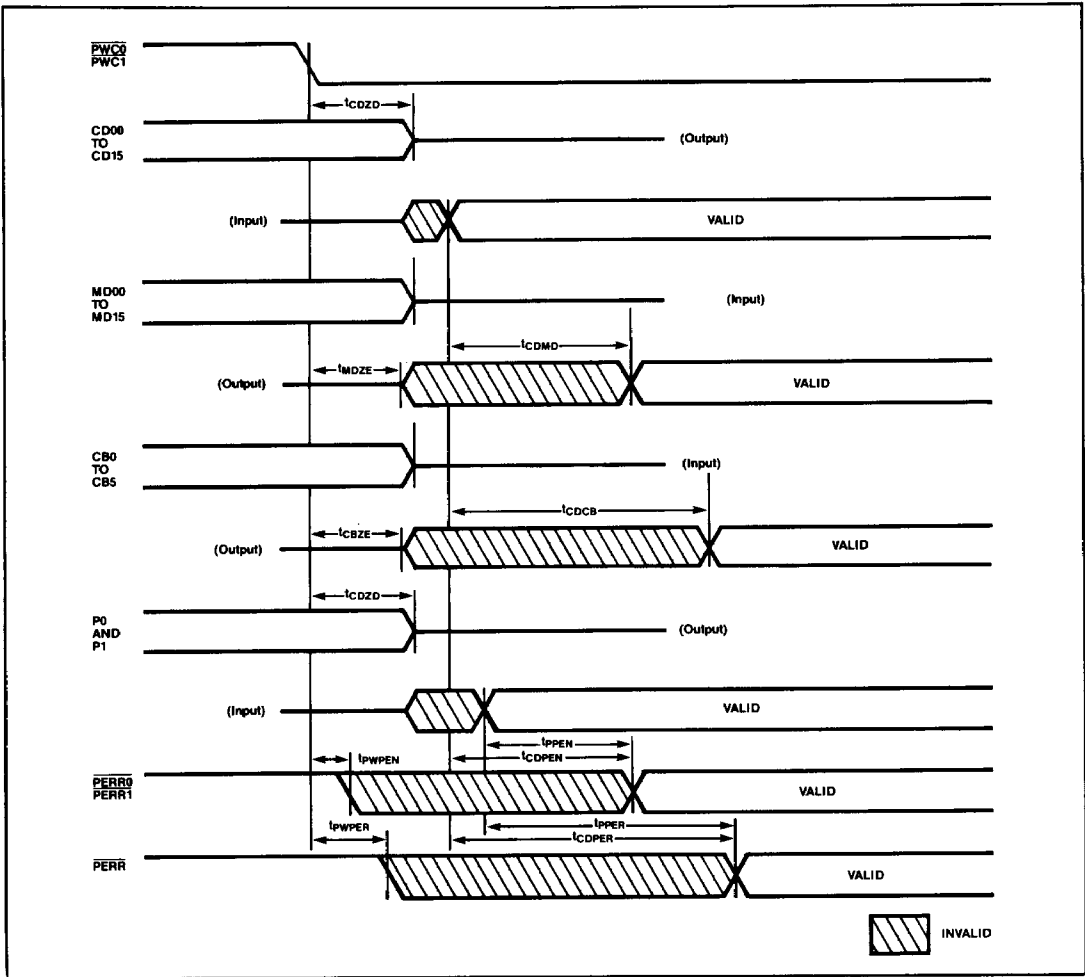 PWC0
PWC1
tCDZD
CD00
TO
CD15
(Output)
(Input)
VALID
MD00
TO
MD15
(Input)
tCDMD
tMDZE
(Output)
VALID
CB0
TO
CB5
(Input)
tCDCB
tCBZE
(Output)
VALID
tCDZD
P0
AND
P1
(Output)
(Input)
VALID
tPPEN
tPWPEN
tCDPEN
PERR0
PERR1
VALID
tPPER
tPWPER
tCDPER
PERR
VALID
INVALID